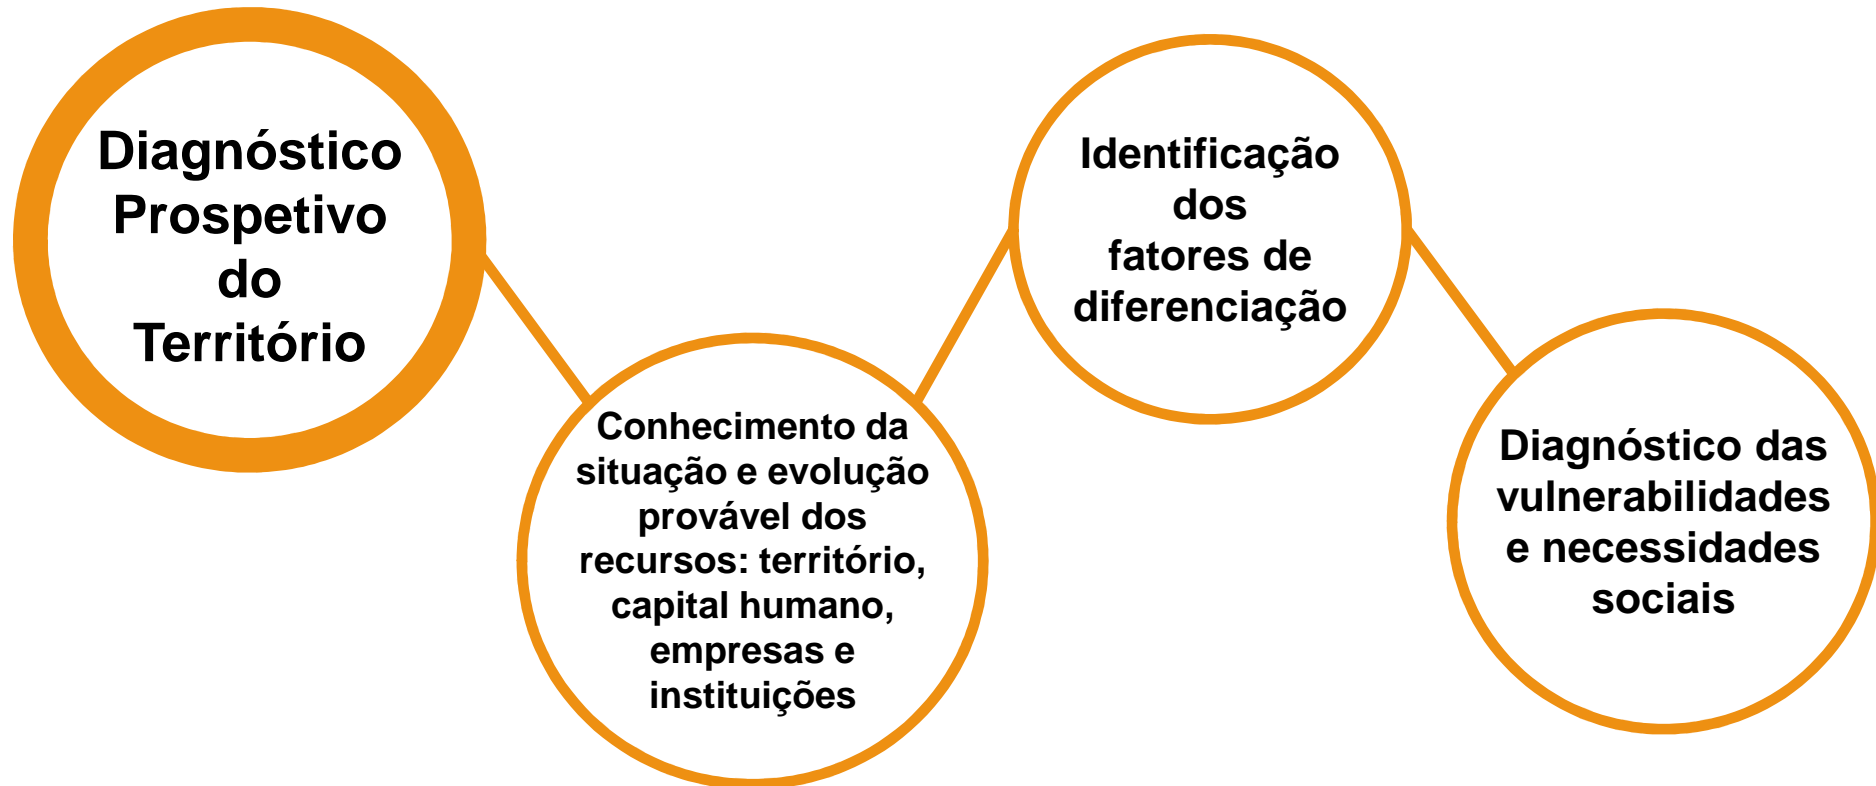 Diagnóstico
Prospetivo
do
Território
Conhecimento da
situação e evolução
provável dos
recursos: território,
capital humano,
empresas e
instituições
Identificação
dos
fatores de
diferenciação
Diagnóstico das
vulnerabilidades
e necessidades
sociais